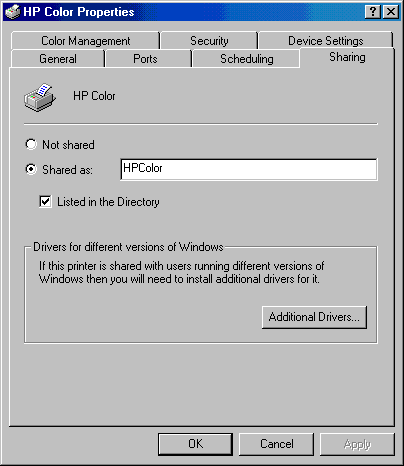 HP Color Properties
Color Management Security Device Settings
General Ports Scheduling Sharing
HP Color
Not shared
Shared as: HPColor
Listed in the Directory
Drivers for different versions of Windows
If this printer is shared with users running different versions of
Windows then you will need to install additional drivers for it.
Additional Drivers...
OK Cancel Apply